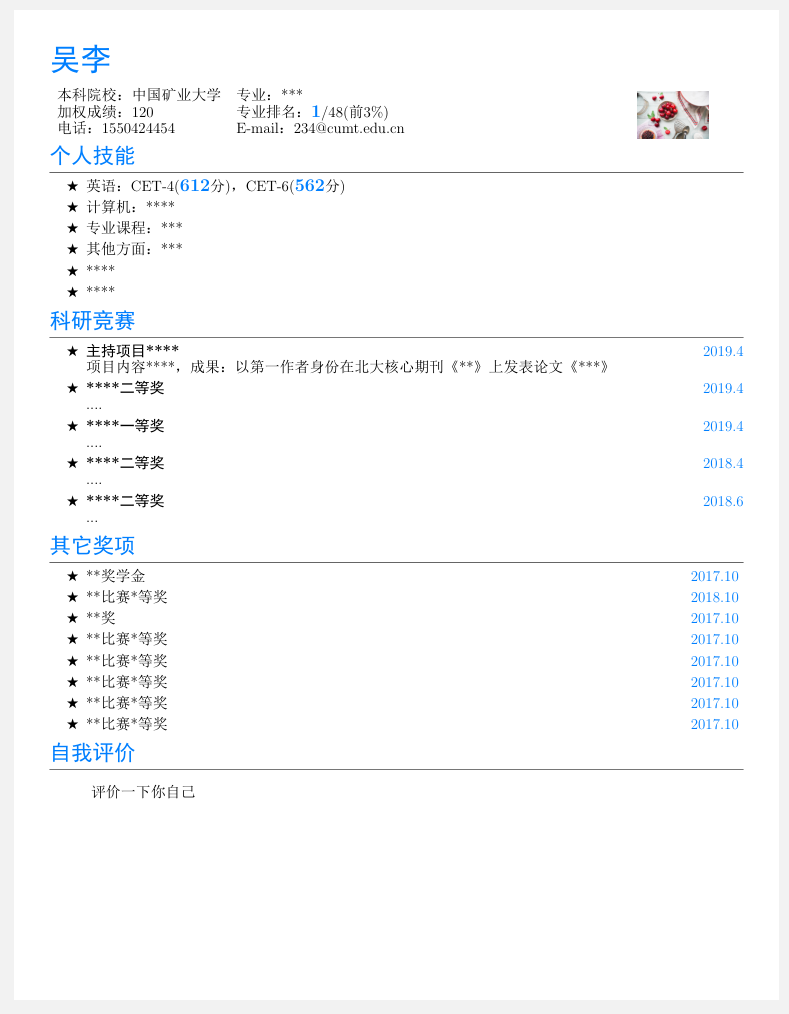 吴李
本科院校：中国矿业大学 专业：***
加权成绩：120 专业排名：1/48(前3%)
电话：1550424454 E-mail：234@cumt.edu.cn
个人技能
★ 英语：CET-4(612分)，CET-6(562分)
★ 计算机：****
★ 专业课程：***
★ 其他方面：***
★ ****
★ ****
科研竞赛
★ 主持项目**** 2019.4
项目内容****，成果：以第一作者身份在北大核心期刊《**》上发表论文《***》
★ ****二等奖 2019.4
....
★ ****一等奖 2019.4
....
★ ****二等奖 2018.4
....
★ ****二等奖 2018.6
...
其它奖项
★ **奖学金 2017.10
★ **比赛*等奖 2018.10
★ **奖 2017.10
★ **比赛*等奖 2017.10
★ **比赛*等奖 2017.10
★ **比赛*等奖 2017.10
★ **比赛*等奖 2017.10
★ **比赛*等奖 2017.10
自我评价
评价一下你自己